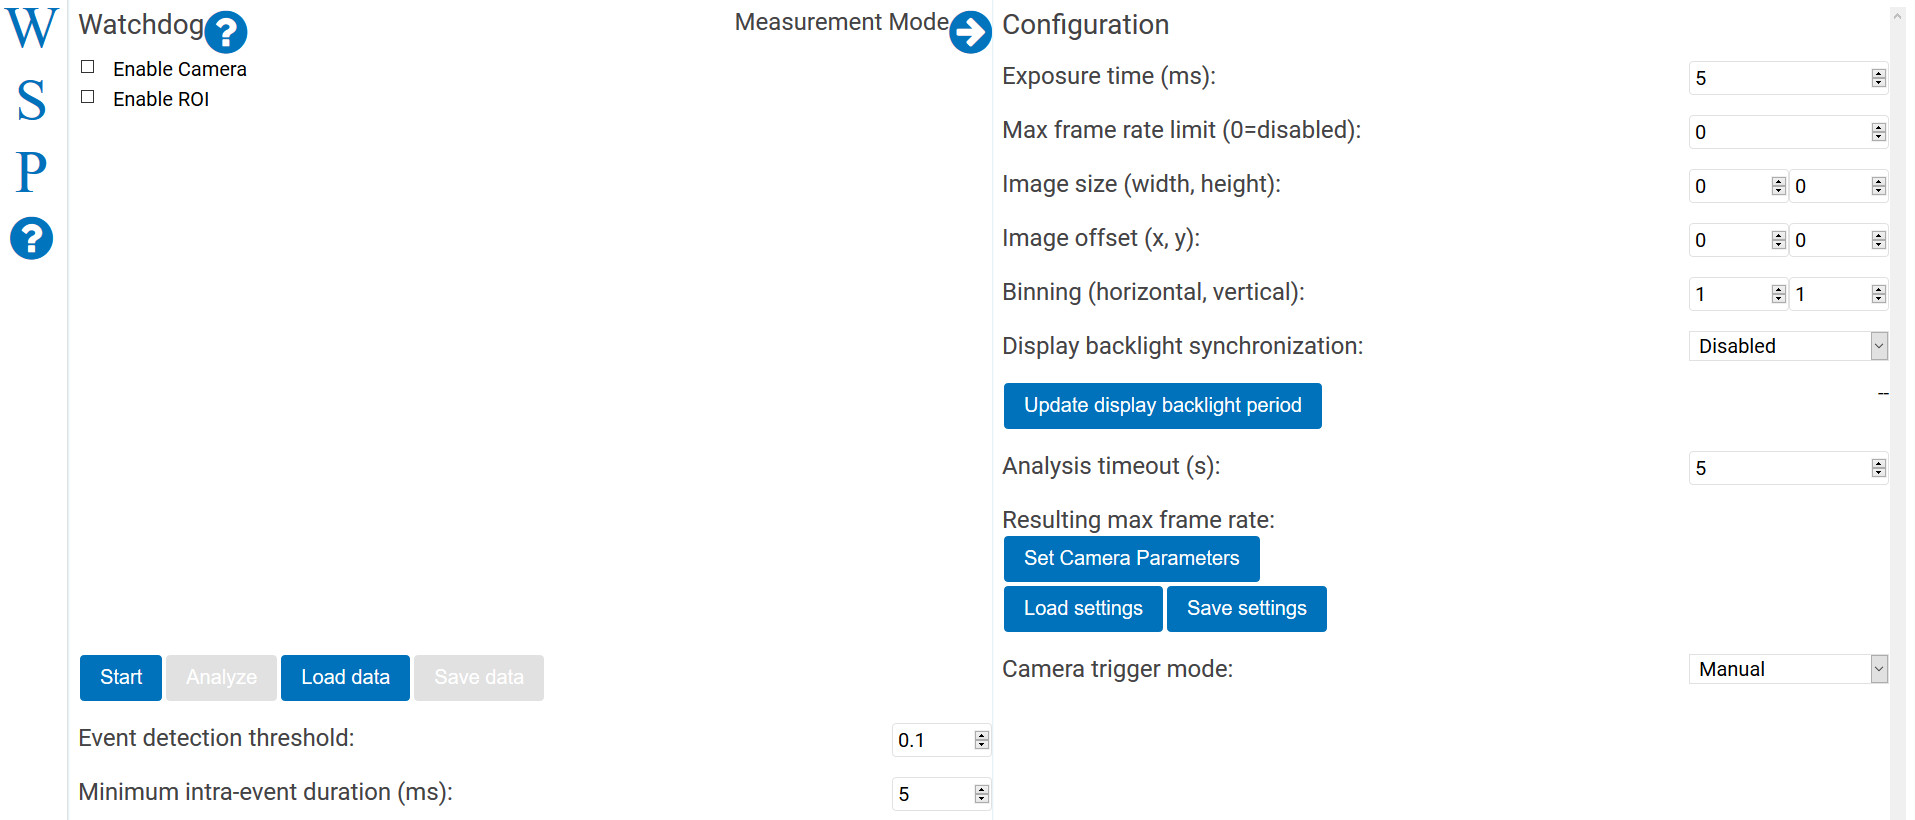 W
S
P
?
Watchdog ?
Measurement Mode
Enable Camera
Enable ROI
Start Analyze Load data Save data
Event detection threshold: 0.1
Minimum intra-event duration (ms): 5
Configuration
Exposure time (ms): 5
Max frame rate limit (0=disabled): 0
Image size (width, height): 0 0
Image offset (x, y): 0 0
Binning (horizontal, vertical): 1 1
Display backlight synchronization: Disabled
Update display backlight period --
Analysis timeout (s): 5
Resulting max frame rate:
Set Camera Parameters
Load settings Save settings
Camera trigger mode: Manual